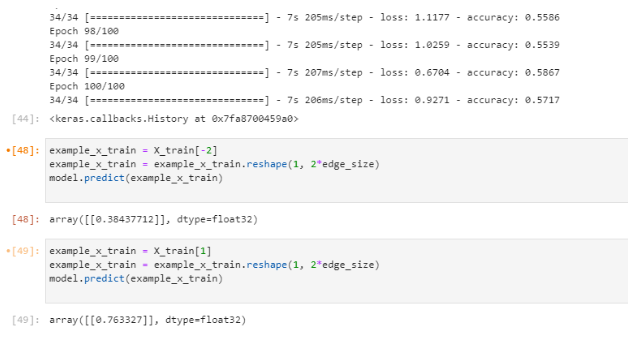 34/34 [==============================] - 7s 205ms/step - loss: 1.1177 - accuracy: 0.5586
Epoch 98/100
34/34 [==============================] - 7s 205ms/step - loss: 1.0259 - accuracy: 0.5539
Epoch 99/100
34/34 [==============================] - 7s 207ms/step - loss: 0.6704 - accuracy: 0.5867
Epoch 100/100
34/34 [==============================] - 7s 206ms/step - loss: 0.9271 - accuracy: 0.5717
[44]: <keras.callbacks.History at 0x7fa8700459a0>
•[48]: example_x_train = X_train[-2]
example_x_train = example_x_train.reshape(1, 2*edge_size)
model.predict(example_x_train)
[48]: array([[0.38437712]], dtype=float32)
•[49]: example_x_train = X_train[1]
example_x_train = example_x_train.reshape(1, 2*edge_size)
model.predict(example_x_train)
[49]: array([[0.763327]], dtype=float32)